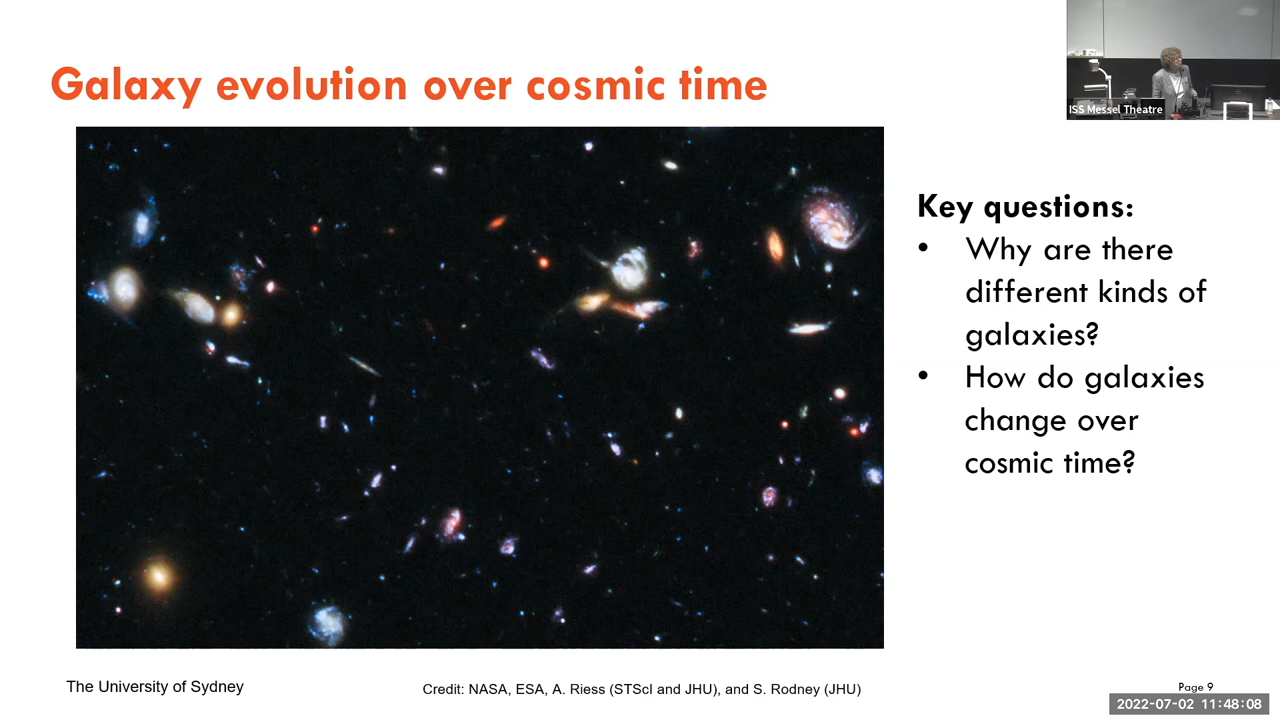 Galaxy evolution over cosmic time
ISS Messel Theatre
Key questions:
• Why are there
different kinds of
galaxies?
• How do galaxies
change over
cosmic time?
The University of Sydney
Credit: NASA, ESA, A. Riess (STScI and JHU), and S. Rodney (JHU)
Page 9
2022-07-02 11:48:08